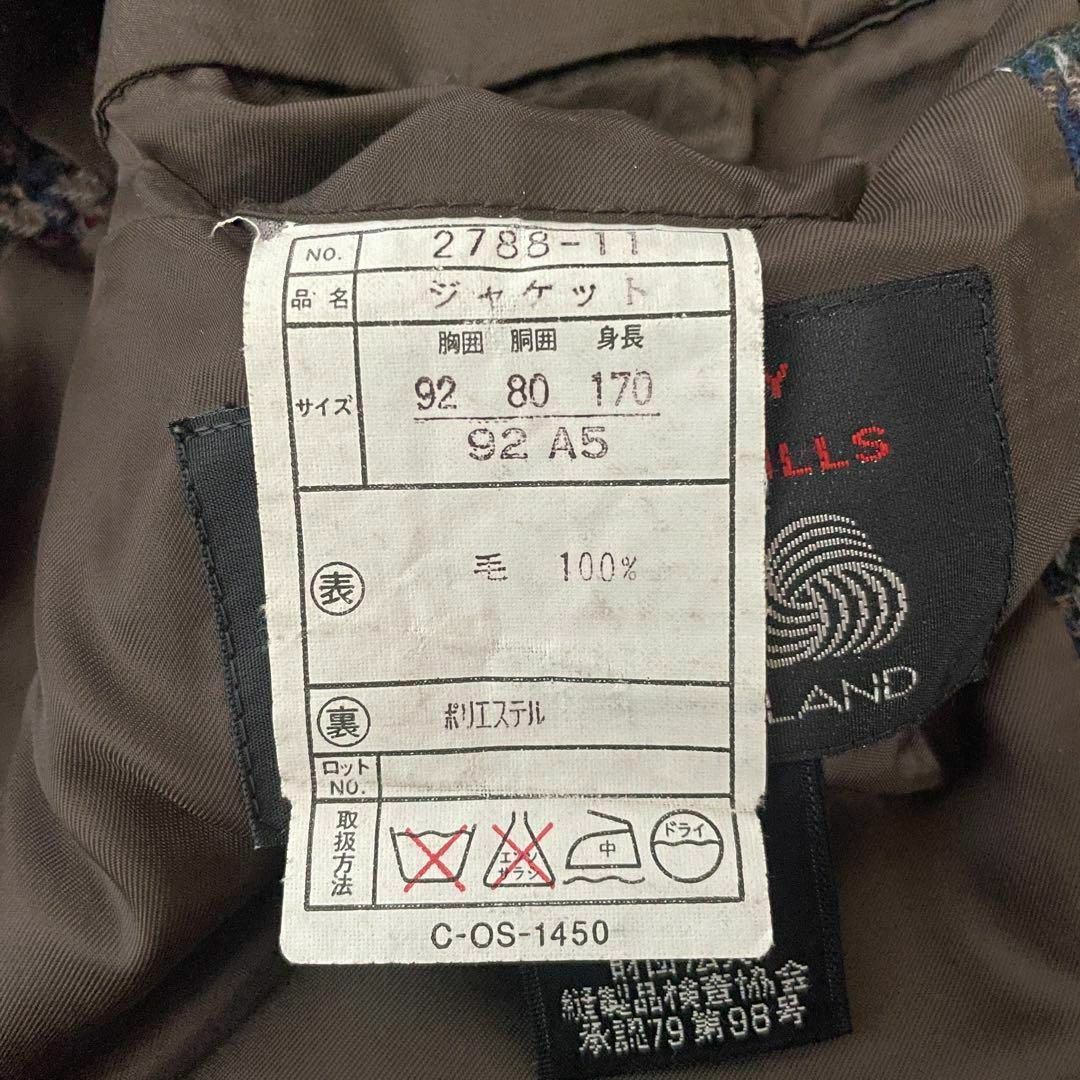 NO. 2788-11
品名 ジャケット
サイズ
胸囲 胴囲 身長
92 80 170
92 A5
表 毛 100%
裏 ポリエステル
ロット
NO.
取扱方法
エンソ
サラシ
中
ドライ
C-OS-1450
Y
ILLS
LAND
縫製品検査協会
承認79第98号